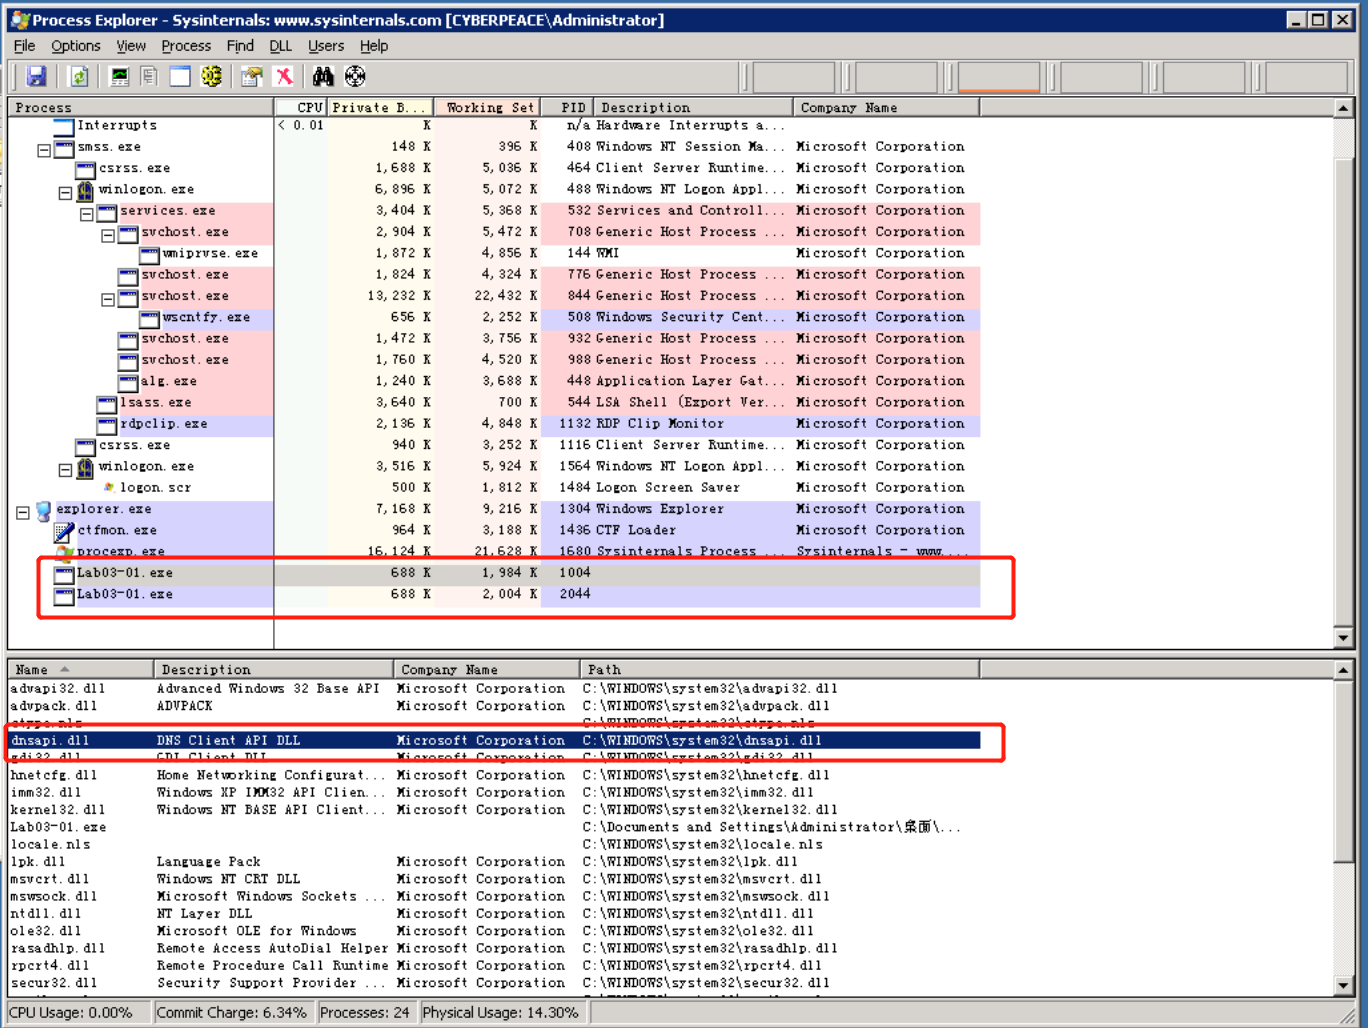 Process Explorer - Sysinternals: www.sysinternals.com [CYBERPEACE\Administrator]
File Options View Process Find DLL Users Help
Process CPU Private B... Working Set PID Description Company Name
Interrupts < 0.01 K K n/a Hardware Interrupts a...
smss.exe 148 K 396 K 408 Windows NT Session Ma... Microsoft Corporation
csrss.exe 1,688 K 5,036 K 464 Client Server Runtime... Microsoft Corporation
winlogon.exe 6,896 K 5,072 K 488 Windows NT Logon Appl... Microsoft Corporation
services.exe 3,404 K 5,368 K 532 Services and Controll... Microsoft Corporation
svchost.exe 2,904 K 5,472 K 708 Generic Host Process ... Microsoft Corporation
wmiprvse.exe 1,872 K 4,856 K 144 WMI Microsoft Corporation
svchost.exe 1,824 K 4,324 K 776 Generic Host Process ... Microsoft Corporation
svchost.exe 13,232 K 22,432 K 844 Generic Host Process ... Microsoft Corporation
wscntfy.exe 656 K 2,252 K 508 Windows Security Cent... Microsoft Corporation
svchost.exe 1,472 K 3,756 K 932 Generic Host Process ... Microsoft Corporation
svchost.exe 1,760 K 4,520 K 988 Generic Host Process ... Microsoft Corporation
alg.exe 1,240 K 3,688 K 448 Application Layer Gat... Microsoft Corporation
lsass.exe 3,640 K 700 K 544 LSA Shell (Export Ver... Microsoft Corporation
rdpclip.exe 2,136 K 4,848 K 1132 RDP Clip Monitor Microsoft Corporation
csrss.exe 940 K 3,252 K 1116 Client Server Runtime... Microsoft Corporation
winlogon.exe 3,516 K 5,924 K 1564 Windows NT Logon Appl... Microsoft Corporation
logon.scr 500 K 1,812 K 1484 Logon Screen Saver Microsoft Corporation
explorer.exe 7,168 K 9,216 K 1304 Windows Explorer Microsoft Corporation
ctfmon.exe 964 K 3,188 K 1436 CTF Loader Microsoft Corporation
procexp.exe 16,124 K 21,628 K 1680 Sysinternals Process ... Sysinternals - www....
Lab03-01.exe 688 K 1,984 K 1004
Lab03-01.exe 688 K 2,004 K 2044
Name Description Company Name Path
advapi32.dll Advanced Windows 32 Base API Microsoft Corporation C:\WINDOWS\system32\advapi32.dll
advpack.dll ADVPACK Microsoft Corporation C:\WINDOWS\system32\advpack.dll
ctype.nls C:\WINDOWS\system32\ctype.nls
dnsapi.dll DNS Client API DLL Microsoft Corporation C:\WINDOWS\system32\dnsapi.dll
gdi32.dll GDI Client DLL Microsoft Corporation C:\WINDOWS\system32\gdi32.dll
hnetcfg.dll Home Networking Configurat... Microsoft Corporation C:\WINDOWS\system32\hnetcfg.dll
imm32.dll Windows XP IMM32 API Clien... Microsoft Corporation C:\WINDOWS\system32\imm32.dll
kernel32.dll Windows NT BASE API Client... Microsoft Corporation C:\WINDOWS\system32\kernel32.dll
Lab03-01.exe C:\Documents and Settings\Administrator\桌面\...
locale.nls C:\WINDOWS\system32\locale.nls
lpk.dll Language Pack Microsoft Corporation C:\WINDOWS\system32\lpk.dll
msvcrt.dll Windows NT CRT DLL Microsoft Corporation C:\WINDOWS\system32\msvcrt.dll
mswsock.dll Microsoft Windows Sockets ... Microsoft Corporation C:\WINDOWS\system32\mswsock.dll
ntdll.dll NT Layer DLL Microsoft Corporation C:\WINDOWS\system32\ntdll.dll
ole32.dll Microsoft OLE for Windows Microsoft Corporation C:\WINDOWS\system32\ole32.dll
rasadhlp.dll Remote Access AutoDial Helper Microsoft Corporation C:\WINDOWS\system32\rasadhlp.dll
rpcrt4.dll Remote Procedure Call Runtime Microsoft Corporation C:\WINDOWS\system32\rpcrt4.dll
secur32.dll Security Support Provider ... Microsoft Corporation C:\WINDOWS\system32\secur32.dll
CPU Usage: 0.00% Commit Charge: 6.34% Processes: 24 Physical Usage: 14.30%